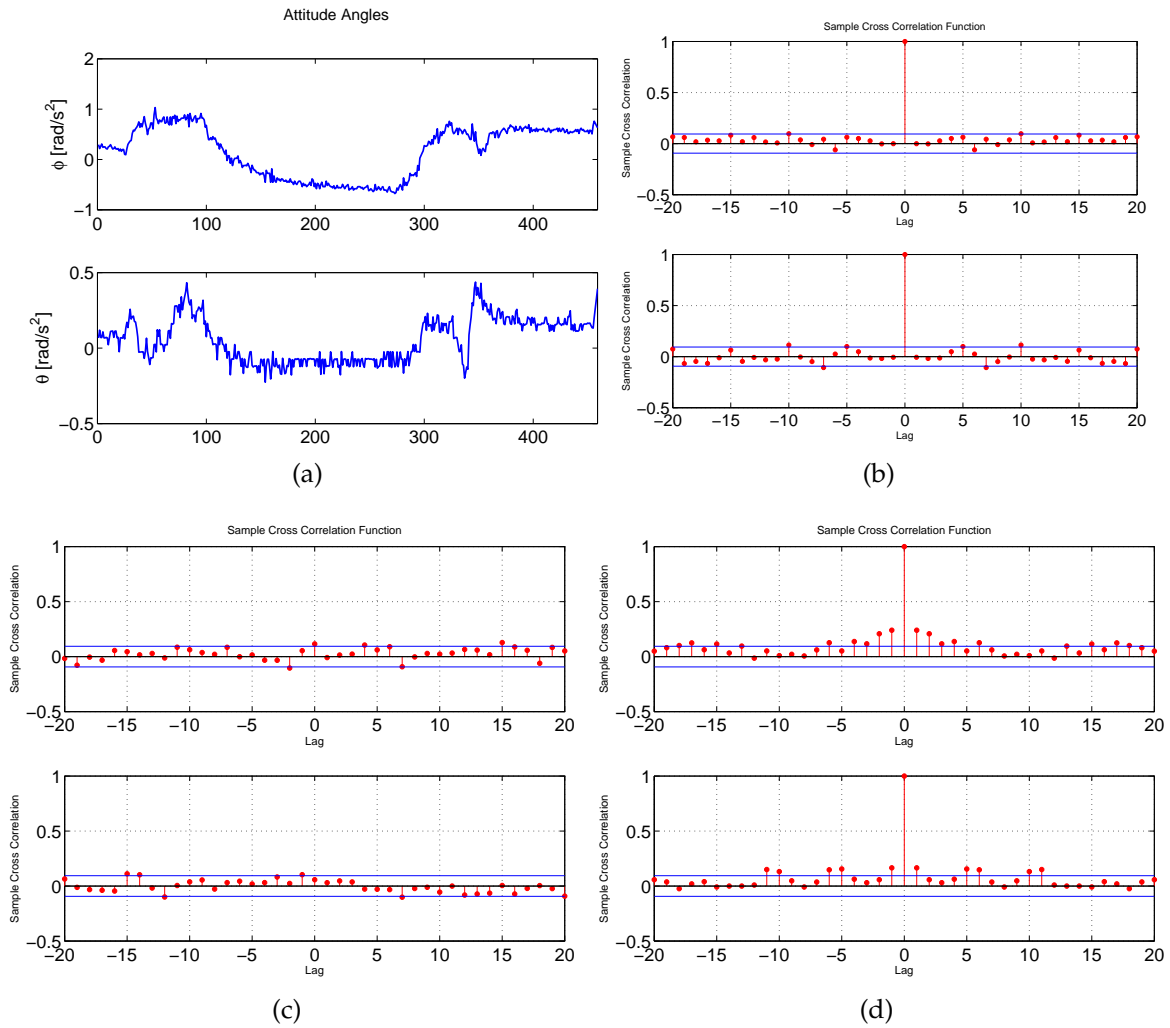 Attitude Angles
2
1
0
−1
ϕ [rad/s²]
0 100 200 300 400
0.5
0
−0.5
θ [rad/s²]
0 100 200 300 400
(a)
Sample Cross Correlation Function
1
0.5
0
−0.5
Sample Cross Correlation
−20 −15 −10 −5 0 5 10 15 20
Lag
1
0.5
0
−0.5
Sample Cross Correlation
−20 −15 −10 −5 0 5 10 15 20
Lag
(b)
Sample Cross Correlation Function
1
0.5
0
−0.5
Sample Cross Correlation
−20 −15 −10 −5 0 5 10 15 20
Lag
1
0.5
0
−0.5
Sample Cross Correlation
−20 −15 −10 −5 0 5 10 15 20
Lag
(c)
Sample Cross Correlation Function
1
0.5
0
−0.5
Sample Cross Correlation
−20 −15 −10 −5 0 5 10 15 20
Lag
1
0.5
0
−0.5
Sample Cross Correlation
−20 −15 −10 −5 0 5 10 15 20
Lag
(d)